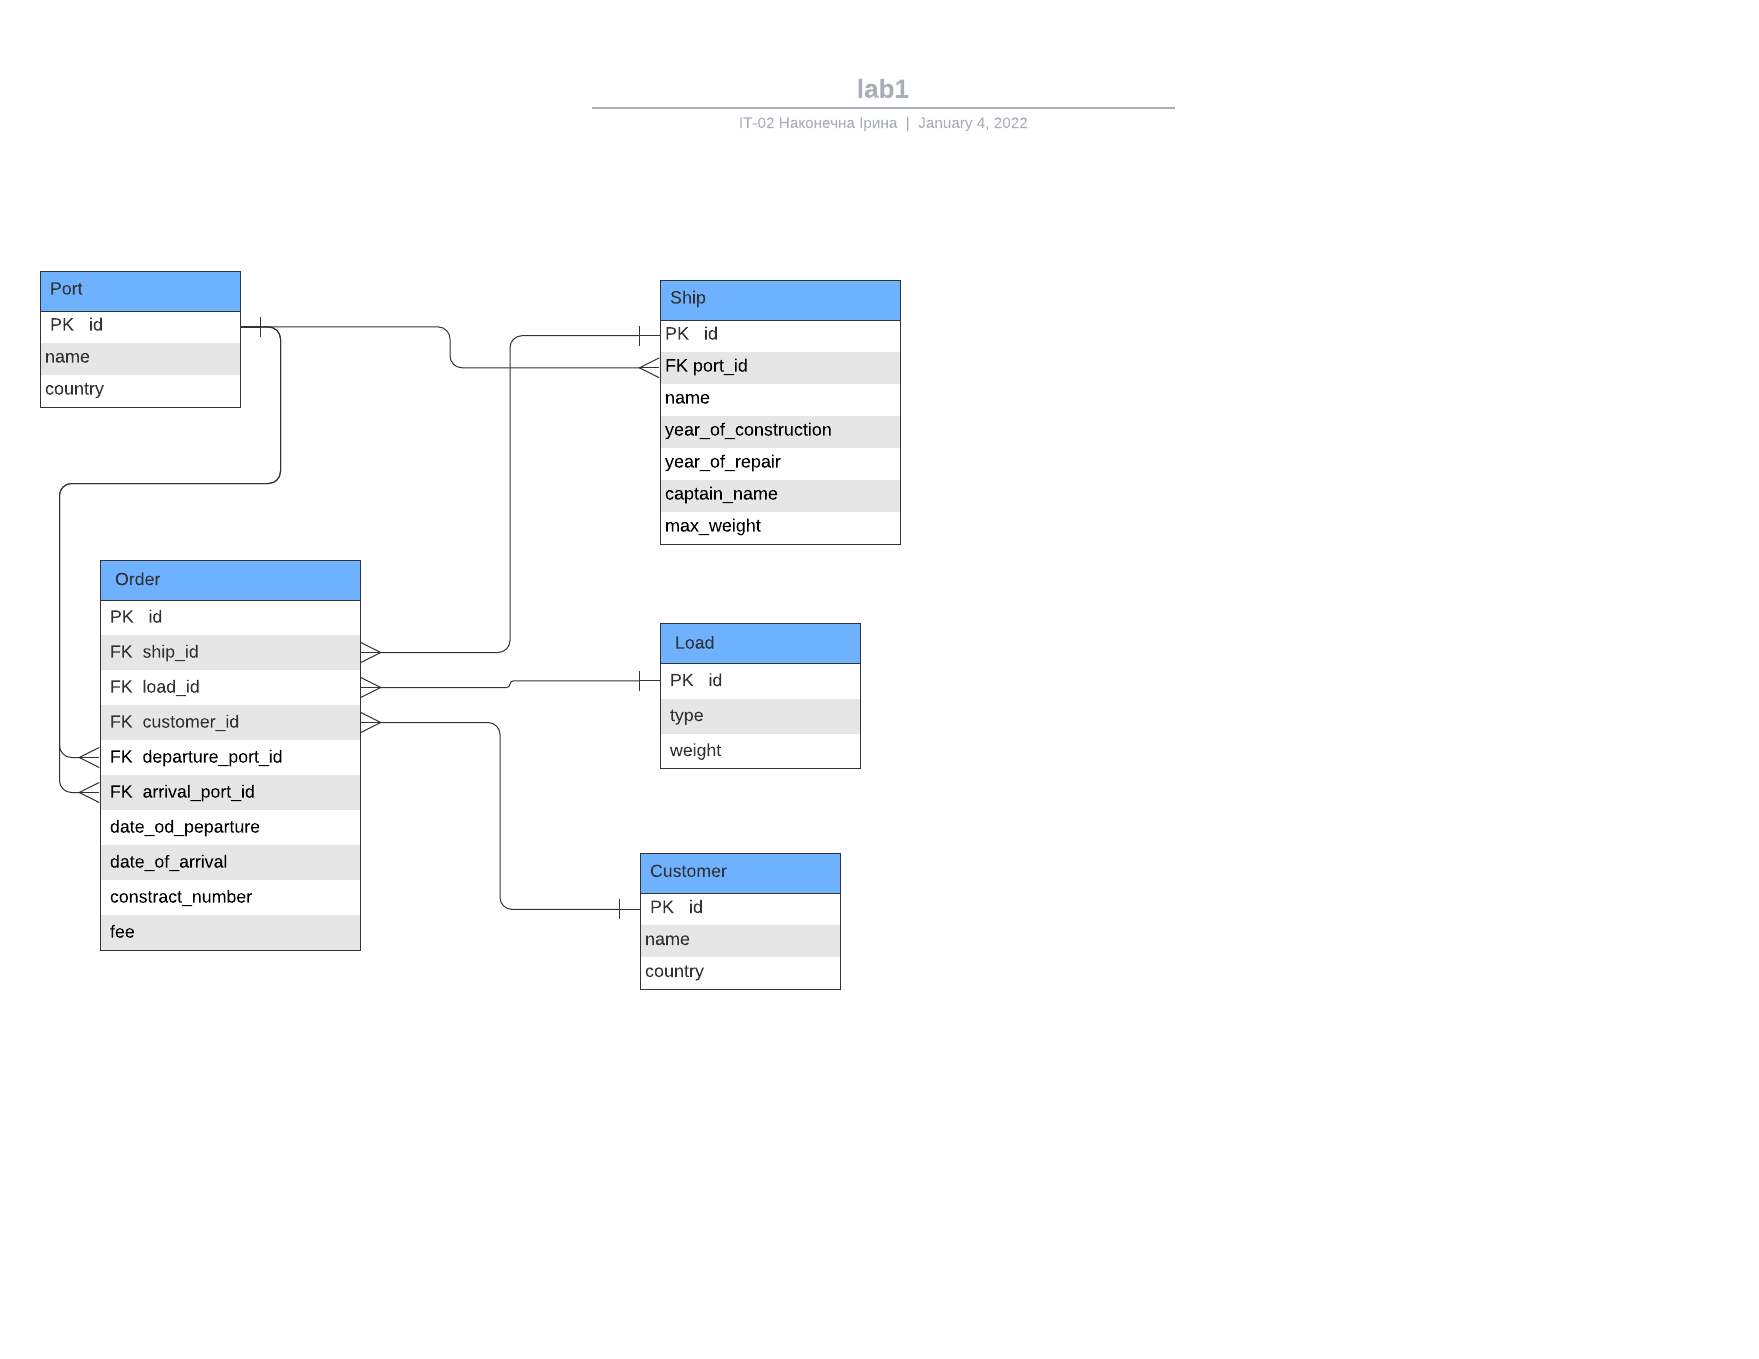 lab1
ІТ-02 Наконечна Ірина | January 4, 2022
Port
PK id
name
country
Ship
PK id
FK port_id
name
year_of_construction
year_of_repair
captain_name
max_weight
Order
PK id
FK ship_id
FK load_id
FK customer_id
FK departure_port_id
FK arrival_port_id
date_od_peparture
date_of_arrival
constract_number
fee
Load
PK id
type
weight
Customer
PK id
name
country